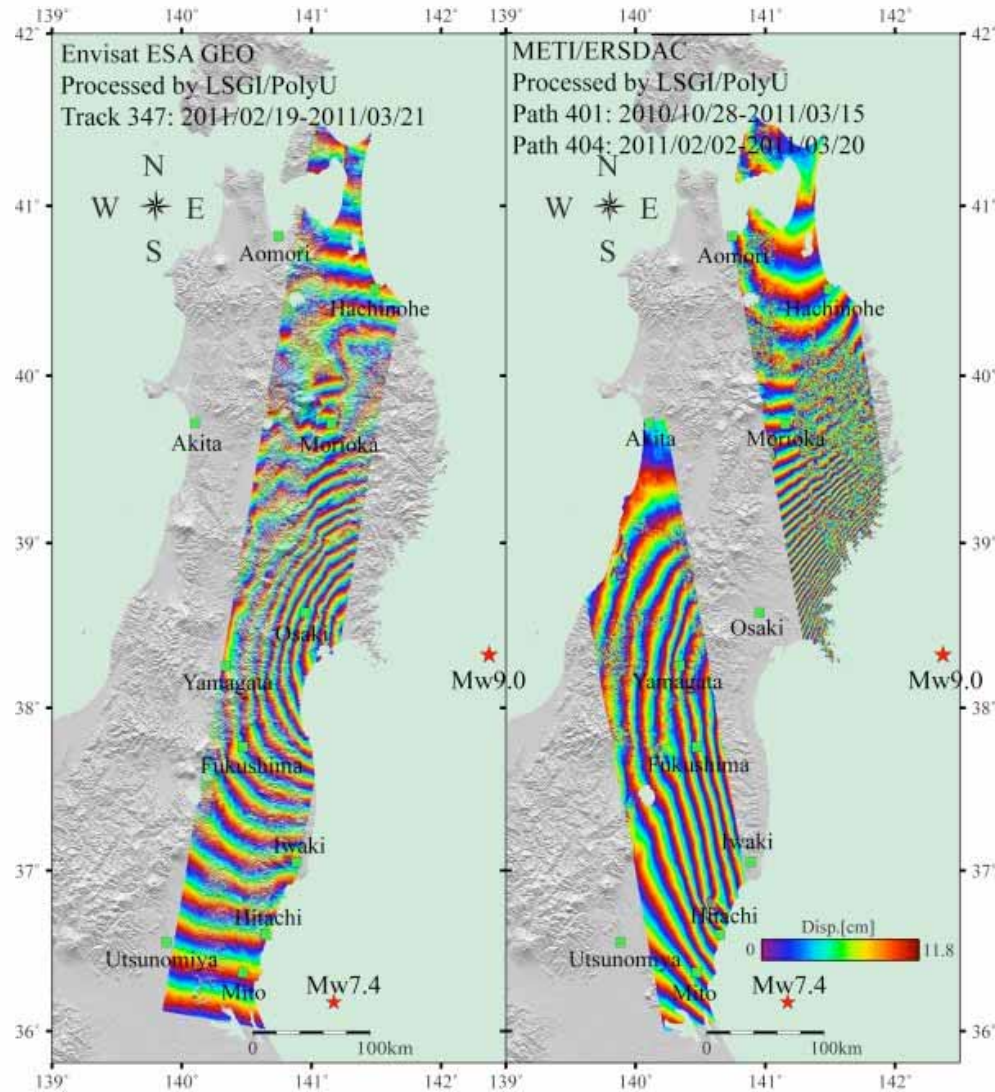 139° 140° 141° 142°
140° 141° 142°
42°
42°
Envisat ESA GEO
Processed by LSGI/PolyU
Track 347: 2011/02/19-2011/03/21
METI/ERSDAC
Processed by LSGI/PolyU
Path 401: 2010/10/28-2011/03/15
Path 404: 2011/02/02-2011/03/20
N
W E
S
N
W E
S
41°
41°
Aomori
Aomori
Hachinohe
Hachinohe
40°
40°
Akita
Morioka
Akita
Morioka
39°
39°
Osaki
Osaki
Yamagata
Mw9.0
Yamagata
Mw9.0
38°
38°
Fukushima
Fukushima
Iwaki
Iwaki
37°
37°
Hitachi
Hitachi
Disp.[cm]
0 11.8
Utsunomiya
Utsunomiya
Mw7.4
Mw7.4
Mito
Mito
36°
36°
0 100km
0 100km
139° 140° 141° 142°
139° 140° 141° 142°